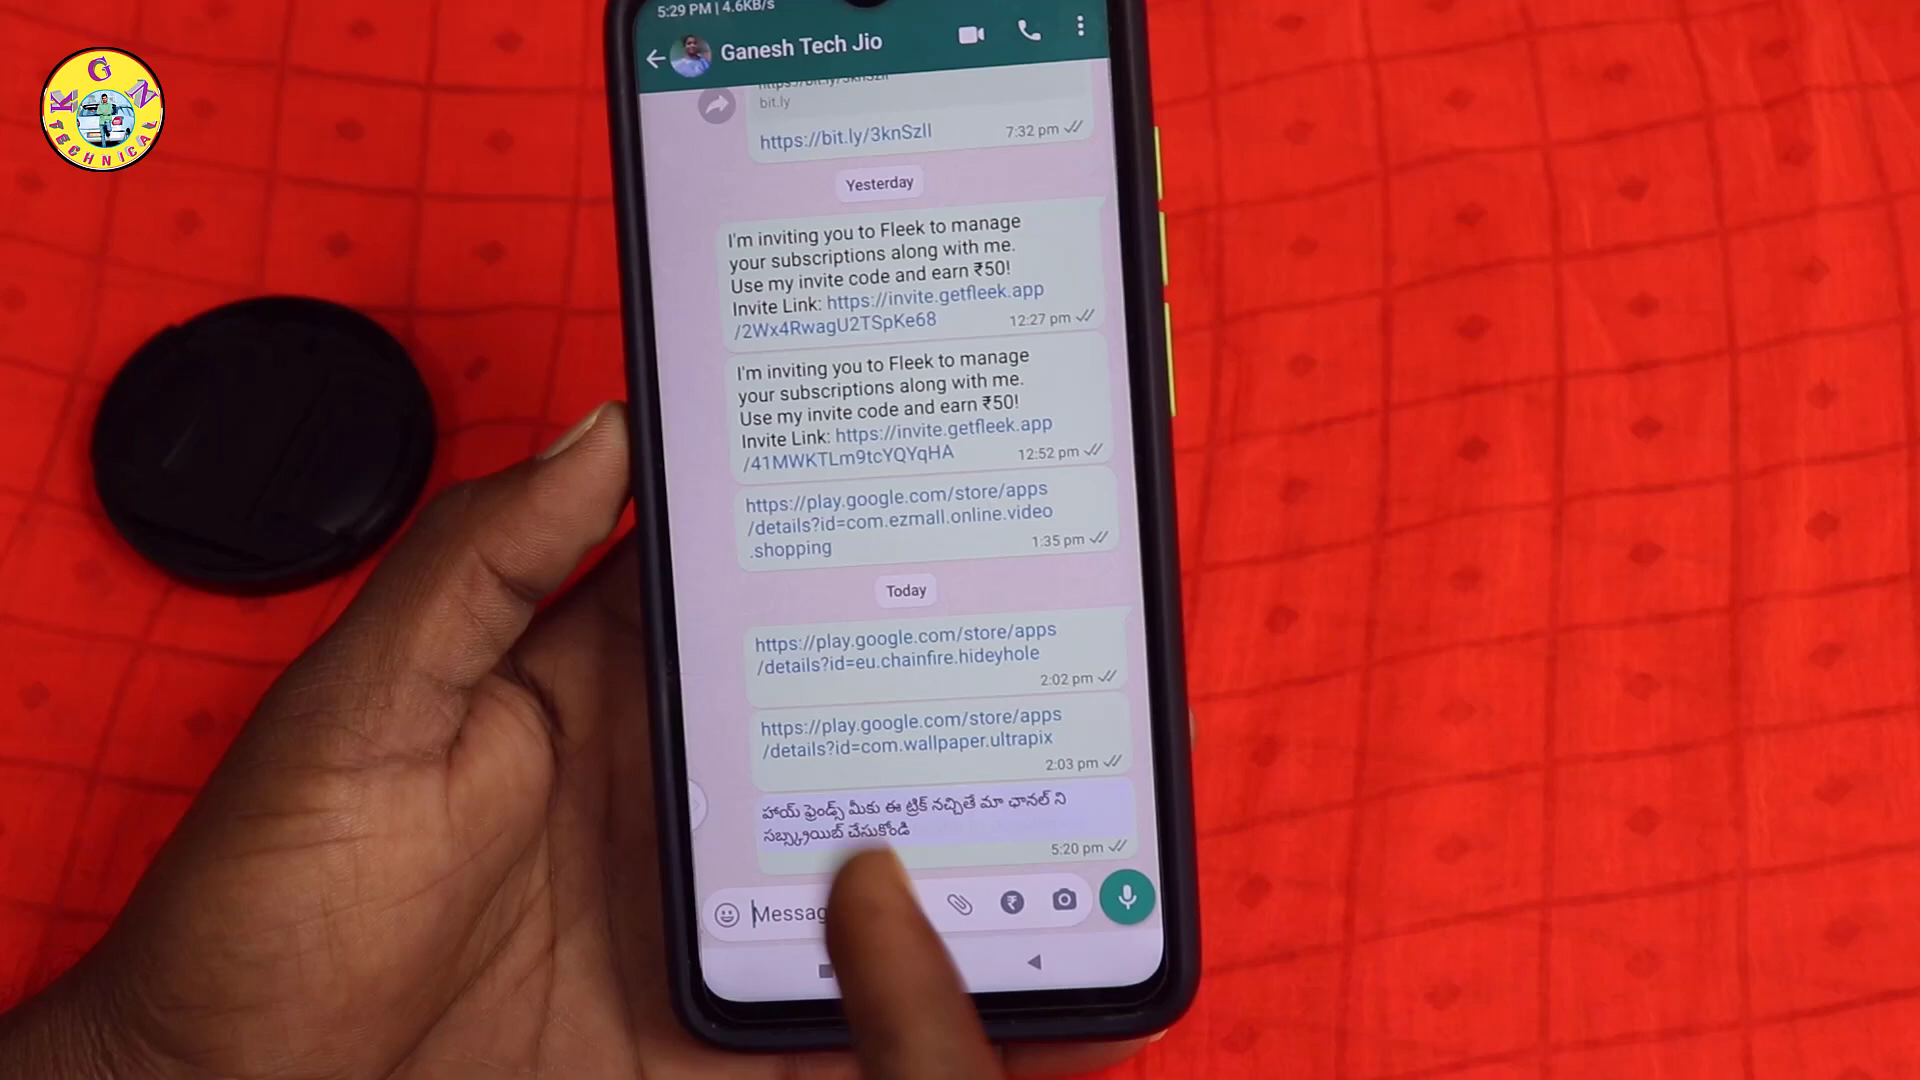 KGN
TECHNICAL
5:29 PM | 4.6KB/s
Ganesh Tech Jio
bit.ly
https://bit.ly/3knSzlI
7:32 pm
Yesterday
I'm inviting you to Fleek to manage
your subscriptions along with me.
Use my invite code and earn ₹50!
Invite Link: https://invite.getfleek.app
/2Wx4RwagU2TSpKe68
12:27 pm
I'm inviting you to Fleek to manage
your subscriptions along with me.
Use my invite code and earn ₹50!
Invite Link: https://invite.getfleek.app
/41MWKTLm9tcYQYqHA
12:52 pm
https://play.google.com/store/apps
/details?id=com.ezmall.online.video
.shopping
1:35 pm
Today
https://play.google.com/store/apps
/details?id=eu.chainfire.hideyhole
2:02 pm
https://play.google.com/store/apps
/details?id=com.wallpaper.ultrapix
2:03 pm
హాయ్ ఫ్రెండ్స్ మీకు ఈ ట్రిక్ నచ్చితే మా ఛానల్ ని
సబ్స్క్రయిబ్ చేసుకోండి
5:20 pm